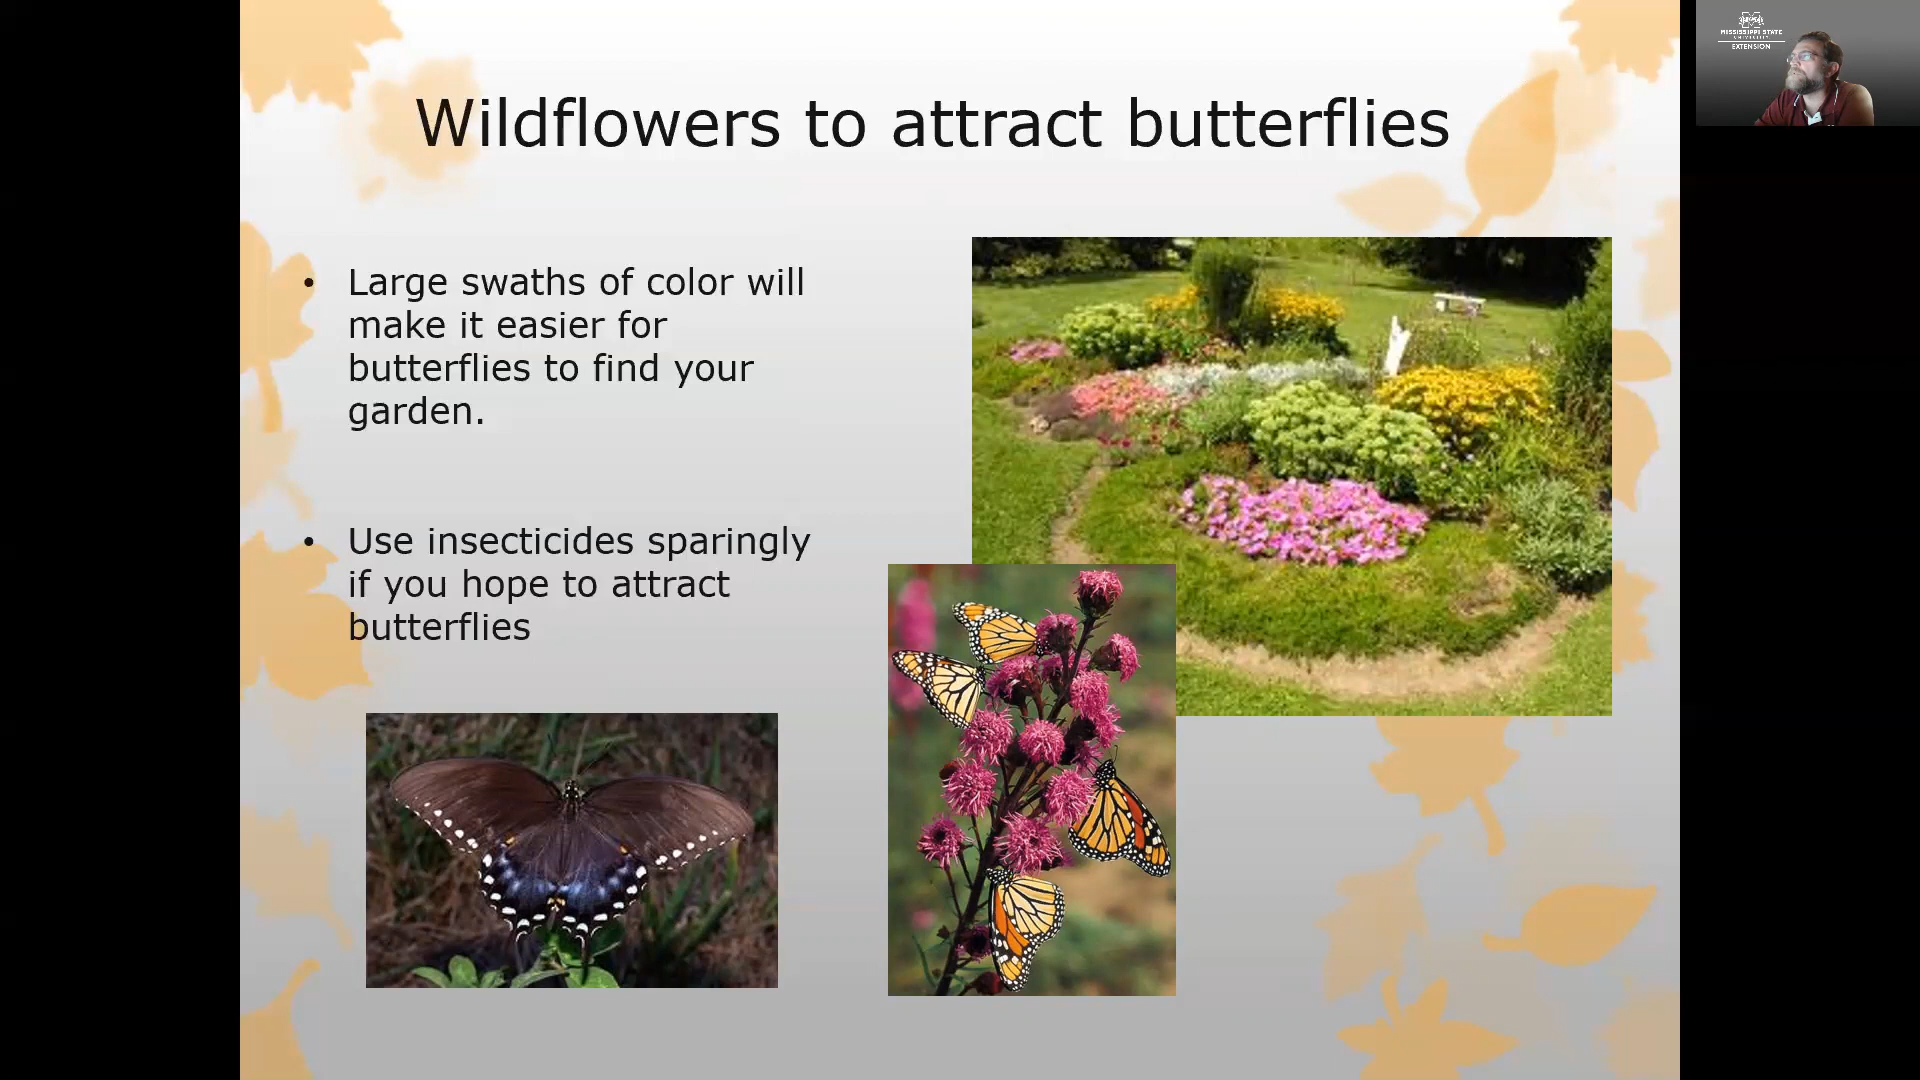 Wildflowers to attract butterflies
• Large swaths of color will
make it easier for
butterflies to find your
garden.
• Use insecticides sparingly
if you hope to attract
butterflies
MISSISSIPPI STATE
UNIVERSITY
EXTENSION